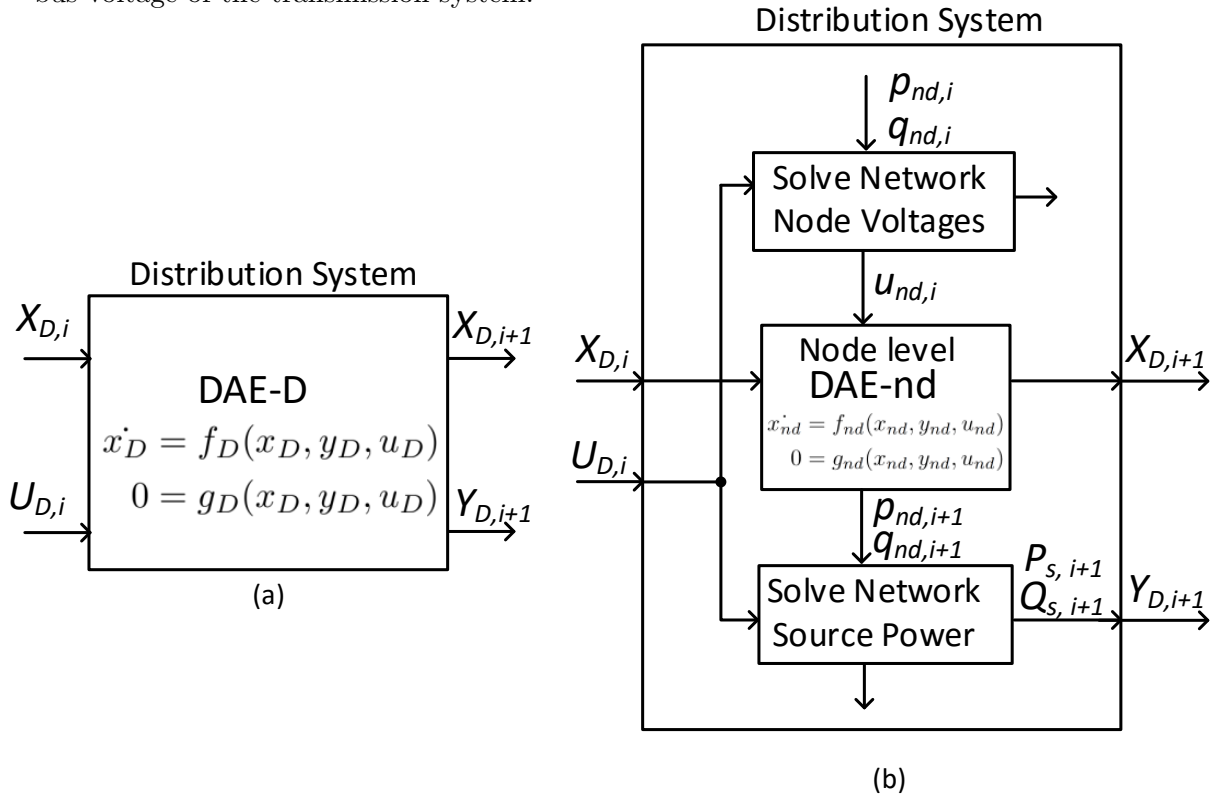 bus voltage of the transmission system.
Distribution System
X_{D,i}
X_{D,i+1}
DAE-D
\dot{x_D} = f_D(x_D, y_D, u_D)
0 = g_D(x_D, y_D, u_D)
U_{D,i}
Y_{D,i+1}
(a)
Distribution System
p_{nd,i}
q_{nd,i}
Solve Network
Node Voltages
u_{nd,i}
X_{D,i}
Node level
DAE-nd
\dot{x_{nd}} = f_{nd}(x_{nd}, y_{nd}, u_{nd})
0 = g_{nd}(x_{nd}, y_{nd}, u_{nd})
X_{D,i+1}
U_{D,i}
p_{nd,i+1}
q_{nd,i+1}
Solve Network
Source Power
P_{s, i+1}
Q_{s, i+1}
Y_{D,i+1}
(b)